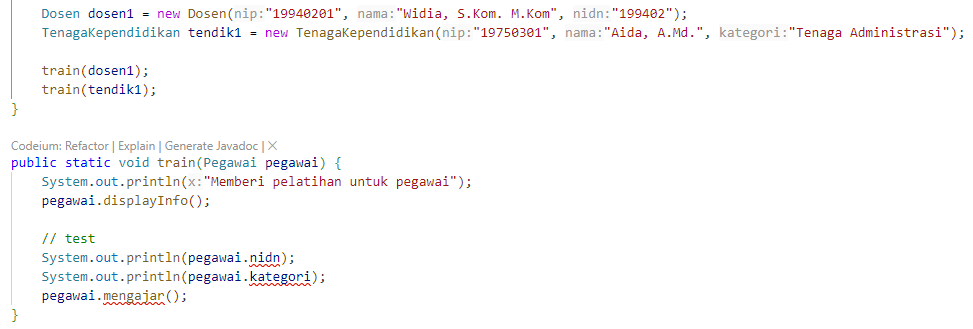 Dosen dosen1 = new Dosen(nip:"19940201", nama:"Widia, S.Kom. M.Kom", nidn:"199402");
TenagaKependidikan tendik1 = new TenagaKependidikan(nip:"19750301", nama:"Aida, A.Md.", kategori:"Tenaga Administrasi");
train(dosen1);
train(tendik1);
}
Codeium: Refactor | Explain | Generate Javadoc | ×
public static void train(Pegawai pegawai) {
System.out.println(x:"Memberi pelatihan untuk pegawai");
pegawai.displayInfo();
// test
System.out.println(pegawai.nidn);
System.out.println(pegawai.kategori);
pegawai.mengajar();
}